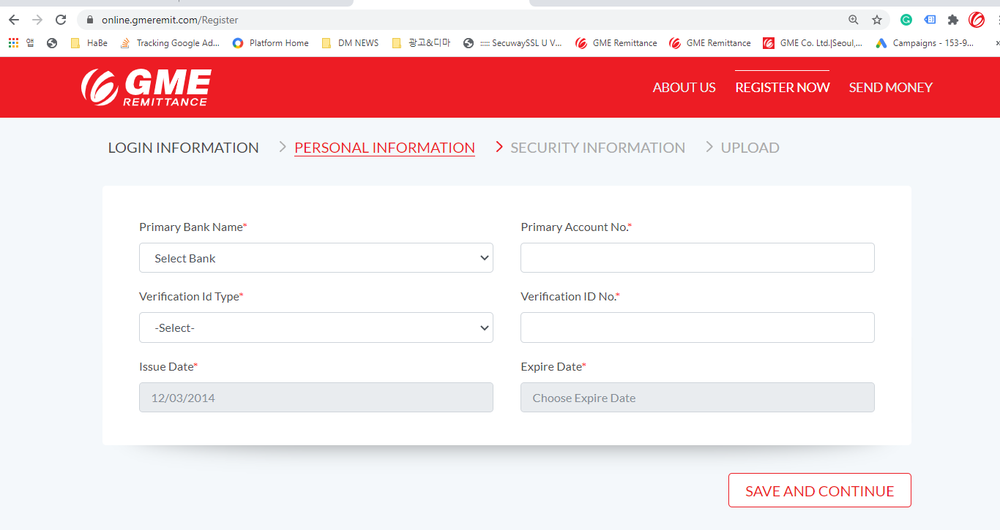 online.gmeremit.com/Register
앱 HaBe Tracking Google Ad... Platform Home DM NEWS 광고&디마 ::::: SecuwaySSL U V... GME Remittance GME Remittance GME Co. Ltd.|Seoul,... Campaigns - 153-9...
GME
REMITTANCE
ABOUT US REGISTER NOW SEND MONEY
LOGIN INFORMATION > PERSONAL INFORMATION > SECURITY INFORMATION > UPLOAD
Primary Bank Name* Primary Account No.*
Select Bank
Verification Id Type* Verification ID No.*
-Select-
Issue Date* Expire Date*
12/03/2014 Choose Expire Date
SAVE AND CONTINUE